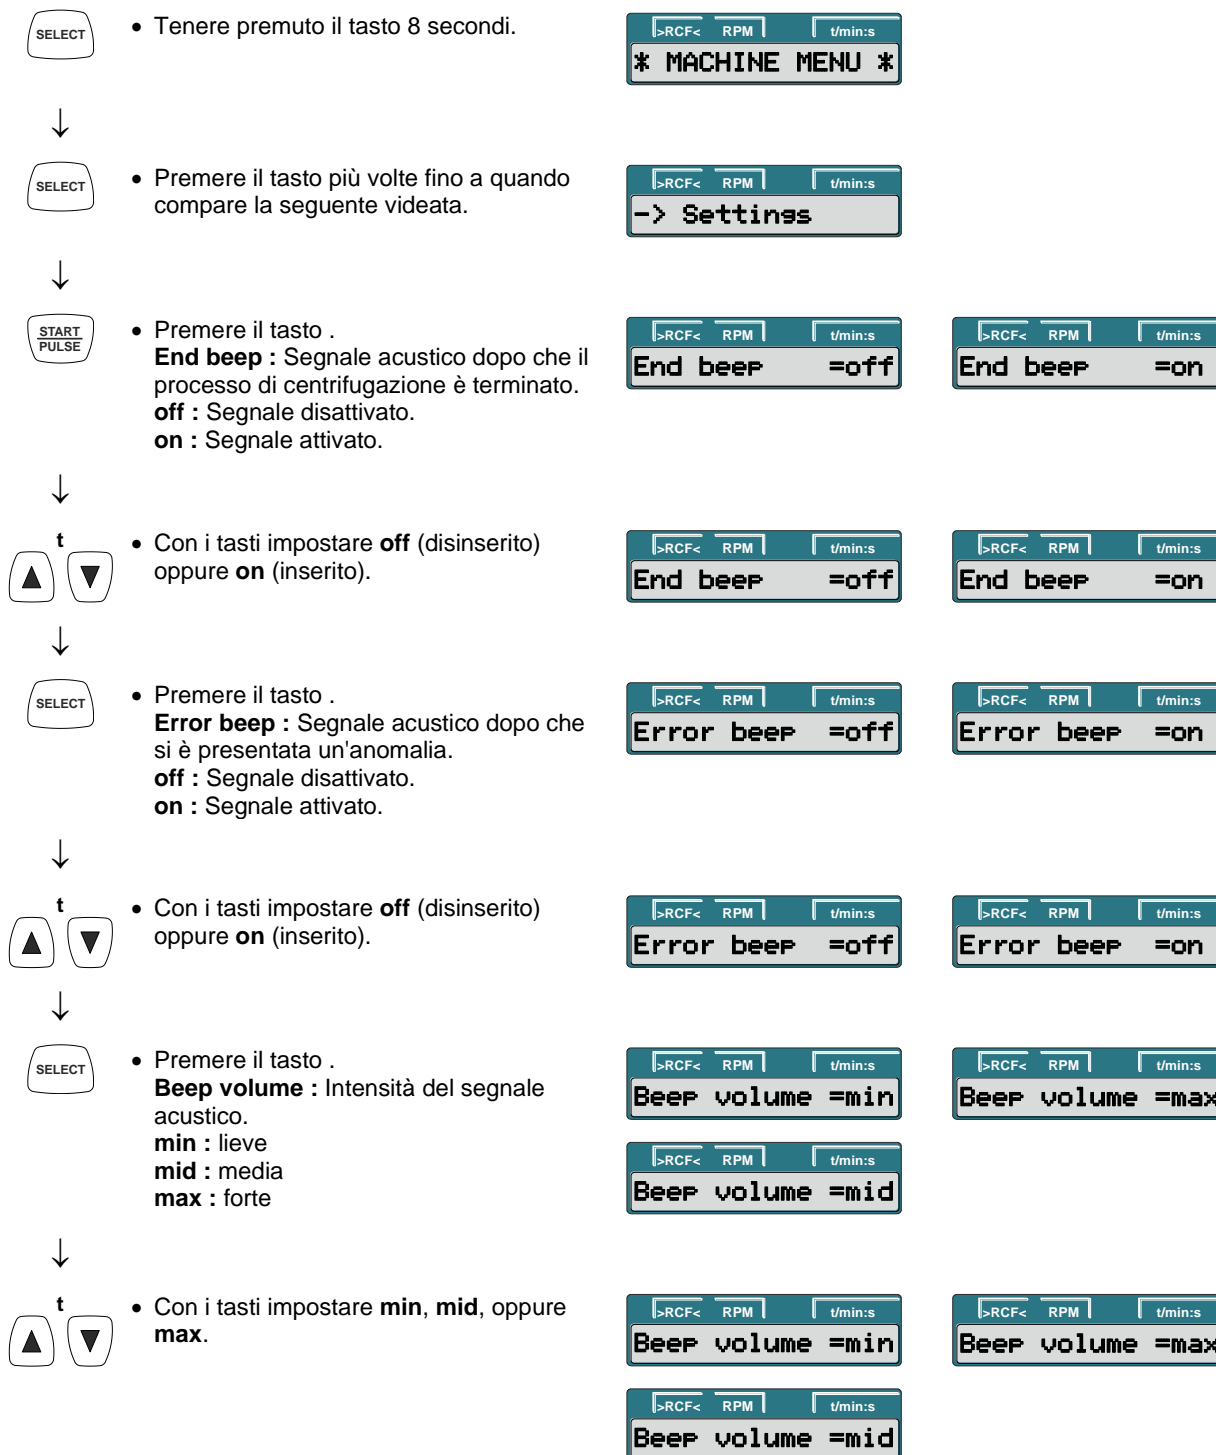 SELECT
• Tenere premuto il tasto 8 secondi.
>RCF< RPM t/min:s
* MACHINE MENU *
↓
SELECT
• Premere il tasto più volte fino a quando
compare la seguente videata.
>RCF< RPM t/min:s
-> Settings
↓
START
PULSE
• Premere il tasto .
End beep : Segnale acustico dopo che il
processo di centrifugazione è terminato.
off : Segnale disattivato.
on : Segnale attivato.
>RCF< RPM t/min:s
End beep =off
>RCF< RPM t/min:s
End beep =on
↓
t
▲ ▼
• Con i tasti impostare off (disinserito)
oppure on (inserito).
>RCF< RPM t/min:s
End beep =off
>RCF< RPM t/min:s
End beep =on
↓
SELECT
• Premere il tasto .
Error beep : Segnale acustico dopo che
si è presentata un'anomalia.
off : Segnale disattivato.
on : Segnale attivato.
>RCF< RPM t/min:s
Error beep =off
>RCF< RPM t/min:s
Error beep =on
↓
t
▲ ▼
• Con i tasti impostare off (disinserito)
oppure on (inserito).
>RCF< RPM t/min:s
Error beep =off
>RCF< RPM t/min:s
Error beep =on
↓
SELECT
• Premere il tasto .
Beep volume : Intensità del segnale
acustico.
min : lieve
mid : media
max : forte
>RCF< RPM t/min:s
Beep volume =min
>RCF< RPM t/min:s
Beep volume =max
>RCF< RPM t/min:s
Beep volume =mid
↓
t
▲ ▼
• Con i tasti impostare min, mid, oppure
max.
>RCF< RPM t/min:s
Beep volume =min
>RCF< RPM t/min:s
Beep volume =max
>RCF< RPM t/min:s
Beep volume =mid